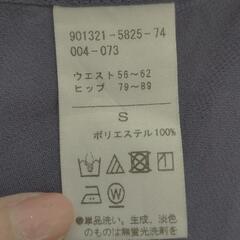 901321-5825-74
004-073
ウエスト56~62
ヒップ 79~89
S
ポリエステル100%
●単品洗い。生成、淡色
のものは無蛍光洗剤を